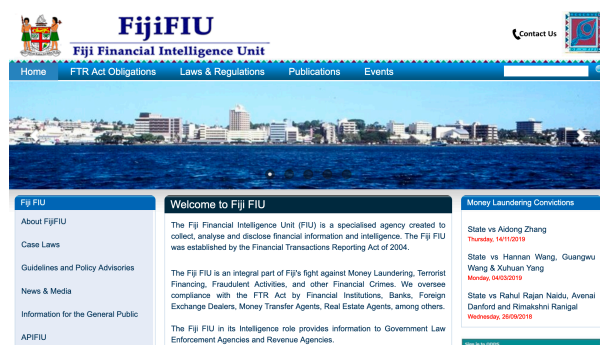 FijiFIU
Fiji Financial Intelligence Unit
Contact Us
Home
FTR Act Obligations
Laws & Regulations
Publications
Events
Fiji FIU
About FijiFIU
Case Laws
Guidelines and Policy Advisories
News & Media
Information for the General Public
APIFIU
Welcome to Fiji FIU
The Fiji Financial Intelligence Unit (FIU) is a specialised agency created to
collect, analyse and disclose financial information and intelligence. The Fiji FIU
was established by the Financial Transactions Reporting Act of 2004.
The Fiji FIU is an integral part of Fiji's fight against Money Laundering, Terrorist
Financing, Fraudulent Activities, and other Financial Crimes. We oversee
compliance with the FTR Act by Financial Institutions, Banks, Foreign
Exchange Dealers, Money Transfer Agents, Real Estate Agents, among others.
The Fiji FIU in its Intelligence role provides information to Government Law
Enforcement Agencies and Revenue Agencies.
Money Laundering Convictions
State vs Aidong Zhang
Thursday, 14/11/2019
State vs Hannan Wang, Guangwu
Wang & Xuhuan Yang
Monday, 04/03/2019
State vs Rahul Rajan Naidu, Avenai
Danford and Rimakshni Ranigal
Wednesday, 26/09/2018